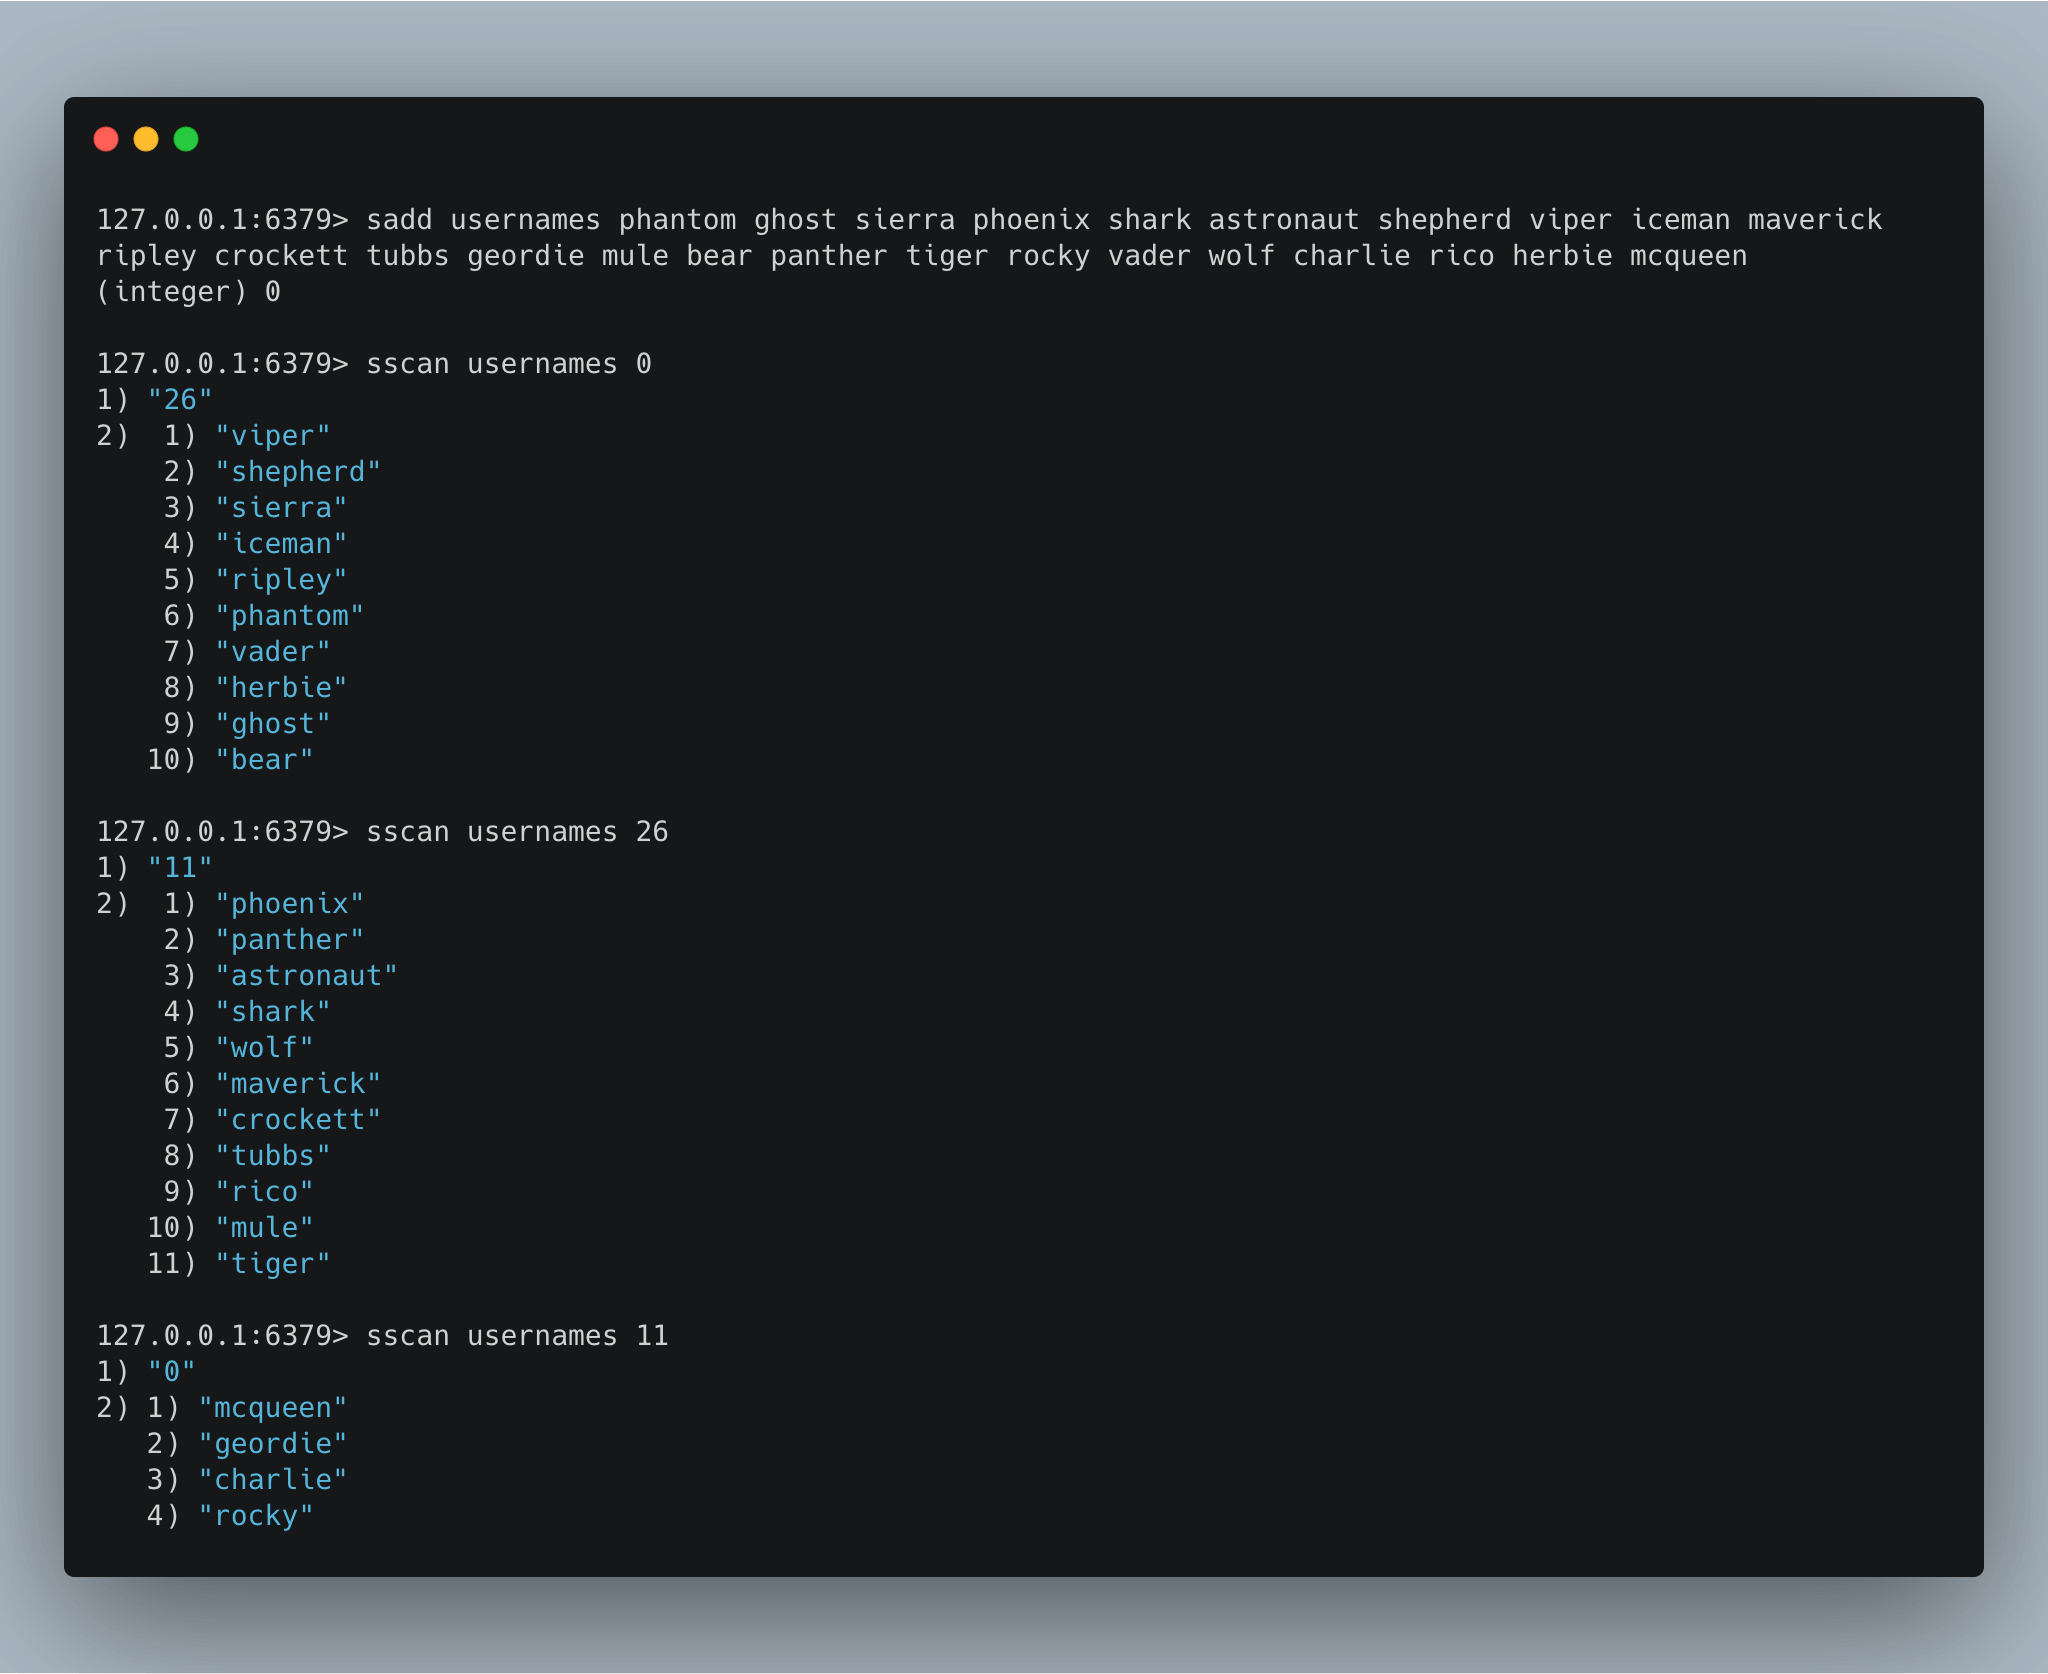 127.0.0.1:6379> sadd usernames phantom ghost sierra phoenix shark astronaut shepherd viper iceman maverick
ripley crockett tubbs geordie mule bear panther tiger rocky vader wolf charlie rico herbie mcqueen
(integer) 0
127.0.0.1:6379> sscan usernames 0
1) "26"
2)  1) "viper"
    2) "shepherd"
    3) "sierra"
    4) "iceman"
    5) "ripley"
    6) "phantom"
    7) "vader"
    8) "herbie"
    9) "ghost"
   10) "bear"
127.0.0.1:6379> sscan usernames 26
1) "11"
2)  1) "phoenix"
    2) "panther"
    3) "astronaut"
    4) "shark"
    5) "wolf"
    6) "maverick"
    7) "crockett"
    8) "tubbs"
    9) "rico"
   10) "mule"
   11) "tiger"
127.0.0.1:6379> sscan usernames 11
1) "0"
2) 1) "mcqueen"
   2) "geordie"
   3) "charlie"
   4) "rocky"